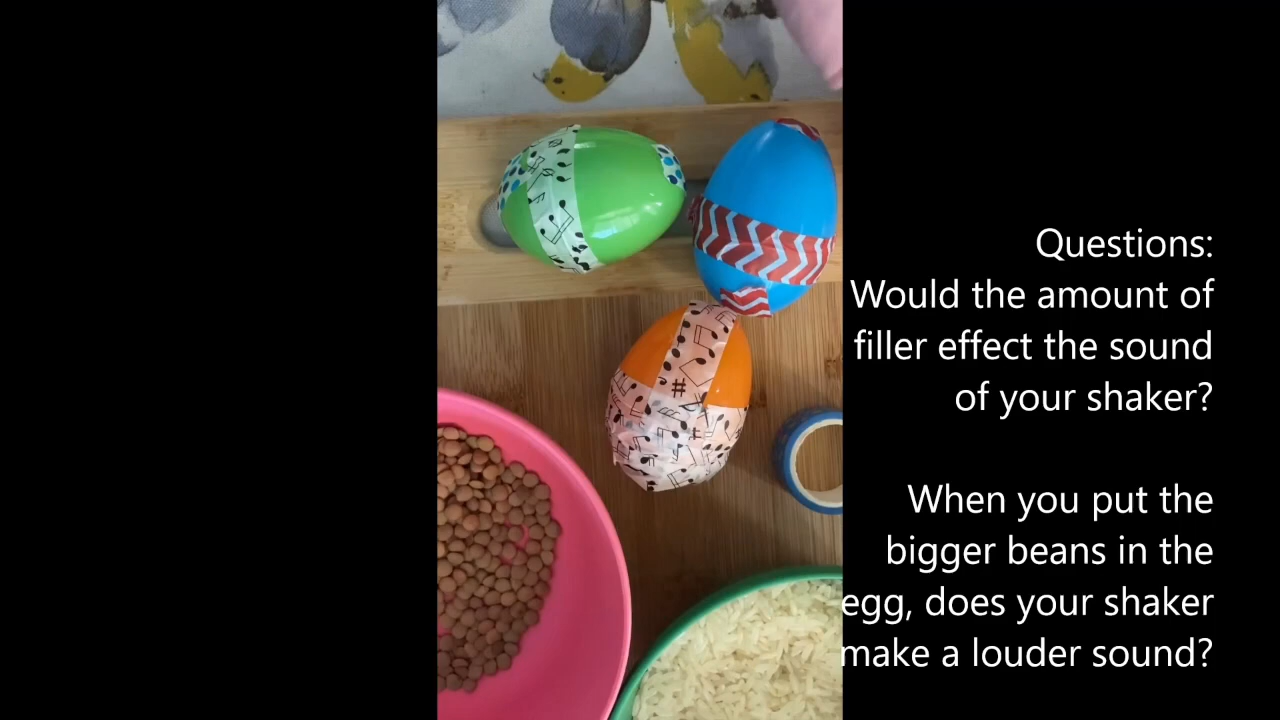 Questions:
Would the amount of
filler effect the sound
of your shaker?
When you put the
bigger beans in the
egg, does your shaker
make a louder sound?